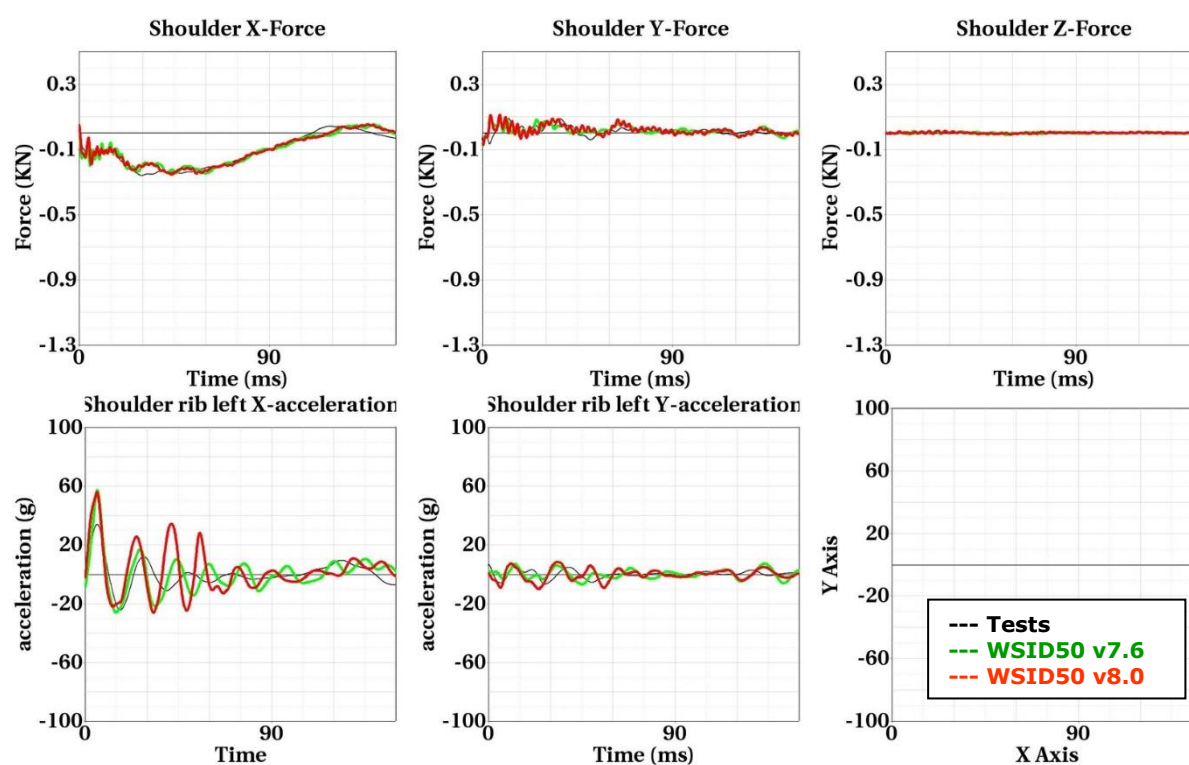 Shoulder X-Force
Force (KN)
0.3
-0.1
-0.5
-0.9
-1.3
0
90
Time (ms)
Shoulder Y-Force
Force (KN)
0.3
-0.1
-0.5
-0.9
-1.3
0
90
Time (ms)
Shoulder Z-Force
Force (KN)
0.3
-0.1
-0.5
-0.9
-1.3
0
90
Time (ms)
Shoulder rib left X-acceleration
acceleration (g)
100
60
20
-20
-60
-100
0
90
Time
Shoulder rib left Y-acceleration
acceleration (g)
100
60
20
-20
-60
-100
0
90
Time (ms)
Y Axis
100
60
20
-20
-60
-100
0
90
X Axis
--- Tests
--- WSID50 v7.6
--- WSID50 v8.0